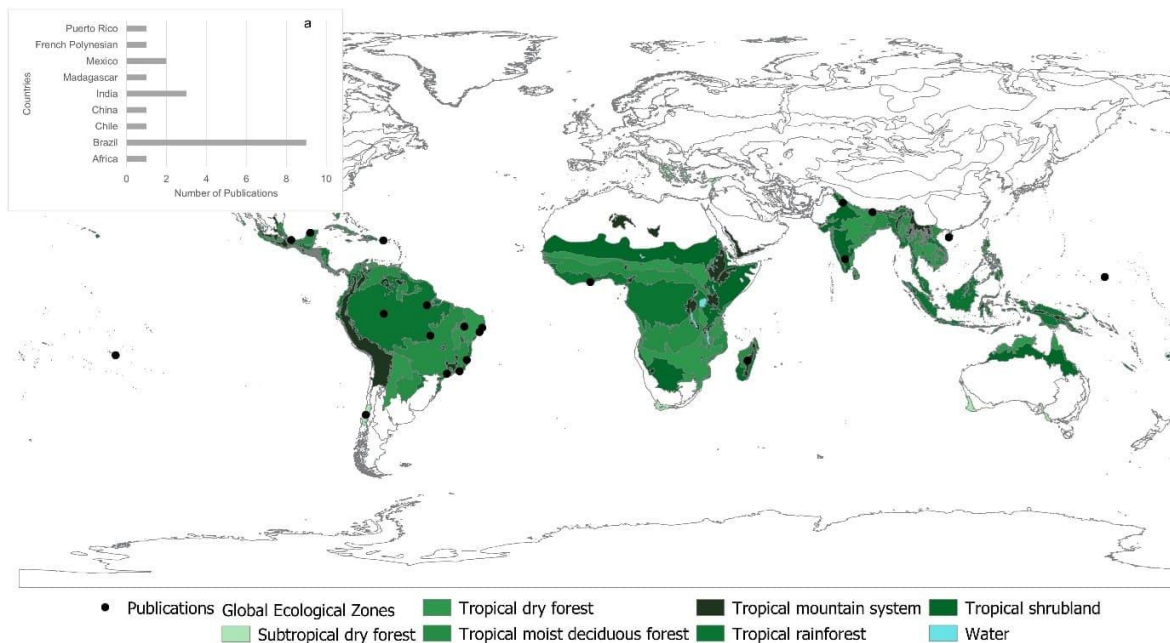 a
Puerto Rico
French Polynesian
Mexico
Madagascar
India
China
Chile
Brazil
Africa
Countries
0 2 4 6 8 10
Number of Publications
Publications Global Ecological Zones Tropical dry forest Tropical mountain system Tropical shrubland
Subtropical dry forest Tropical moist deciduous forest Tropical rainforest Water